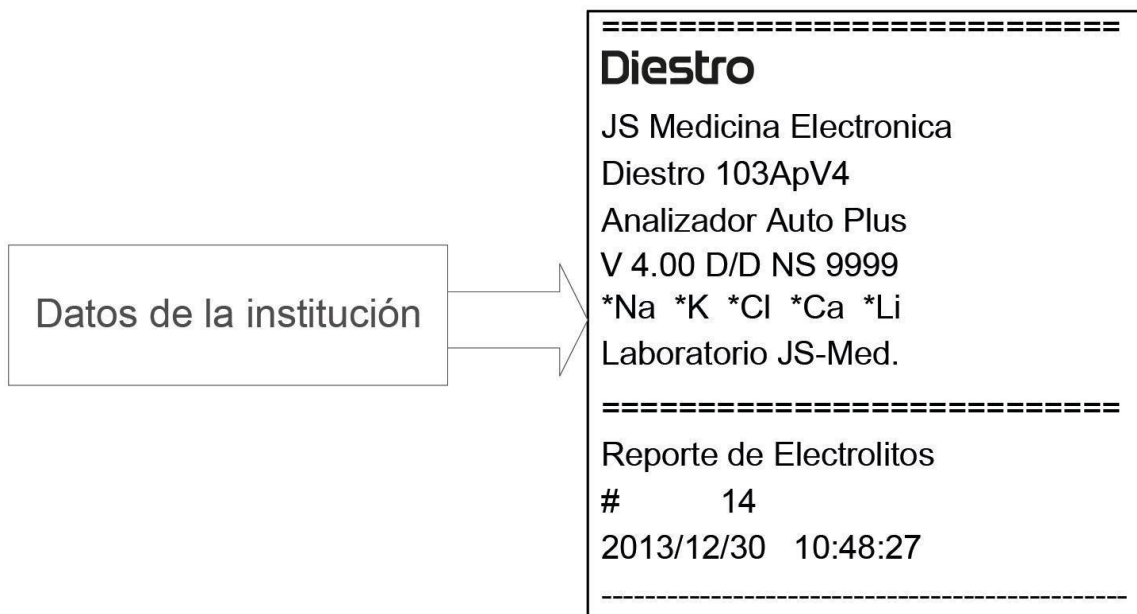 Datos de la institución
===========================
Diestro
JS Medicina Electronica
Diestro 103ApV4
Analizador Auto Plus
V 4.00 D/D NS 9999
*Na *K *Cl *Ca *Li
Laboratorio JS-Med.
===========================
Reporte de Electrolitos
# 14
2013/12/30 10:48:27
------------------------------------------------